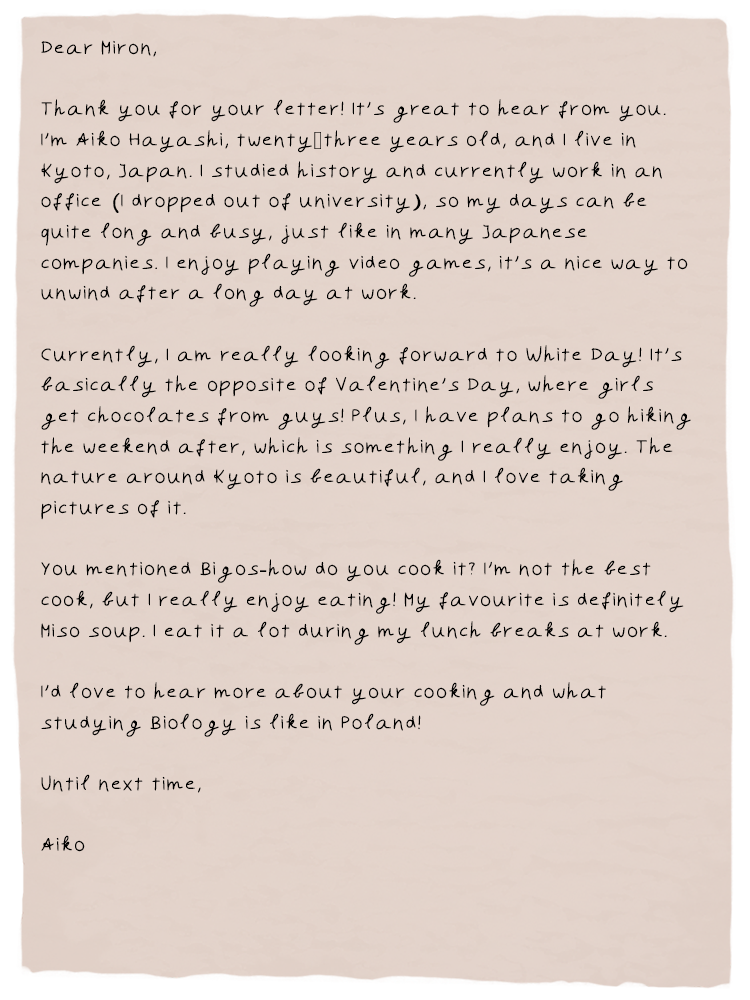 Dear Miron,
Thank you for your letter! It's great to hear from you.
I'm Aiko Hayashi, twenty▯three years old, and I live in
Kyoto, Japan. I studied history and currently work in an
office (I dropped out of university), so my days can be
quite long and busy, just like in many Japanese
companies. I enjoy playing video games, it's a nice way to
unwind after a long day at work.
Currently, I am really looking forward to White Day! It's
basically the opposite of Valentine's Day, where girls
get chocolates from guys! Plus, I have plans to go hiking
the weekend after, which is something I really enjoy. The
nature around Kyoto is beautiful, and I love taking
pictures of it.
You mentioned Bigos-how do you cook it? I'm not the best
cook, but I really enjoy eating! My favourite is definitely
Miso soup. I eat it a lot during my lunch breaks at work.
I'd love to hear more about your cooking and what
studying Biology is like in Poland!
Until next time,
Aiko